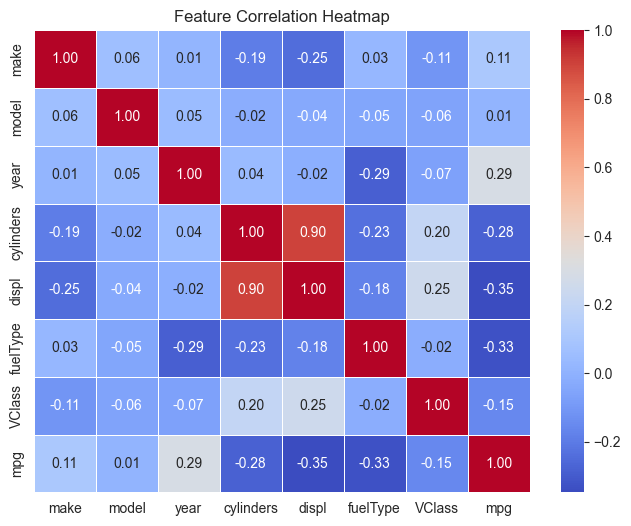 Feature Correlation Heatmap
make 1.00 0.06 0.01 -0.19 -0.25 0.03 -0.11 0.11
model 0.06 1.00 0.05 -0.02 -0.04 -0.05 -0.06 0.01
year 0.01 0.05 1.00 0.04 -0.02 -0.29 -0.07 0.29
cylinders -0.19 -0.02 0.04 1.00 0.90 -0.23 0.20 -0.28
displ -0.25 -0.04 -0.02 0.90 1.00 -0.18 0.25 -0.35
fuelType 0.03 -0.05 -0.29 -0.23 -0.18 1.00 -0.02 -0.33
VClass -0.11 -0.06 -0.07 0.20 0.25 -0.02 1.00 -0.15
mpg 0.11 0.01 0.29 -0.28 -0.35 -0.33 -0.15 1.00
make model year cylinders displ fuelType VClass mpg
1.0
0.8
0.6
0.4
0.2
0.0
−0.2